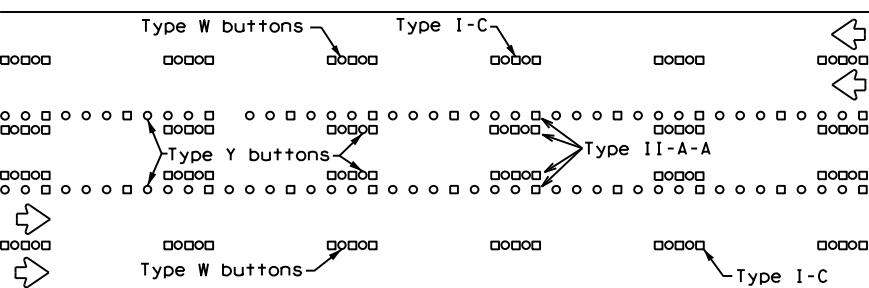 Type W buttons
Type I-C
Type Y buttons
Type II-A-A
Type W buttons
Type I-C